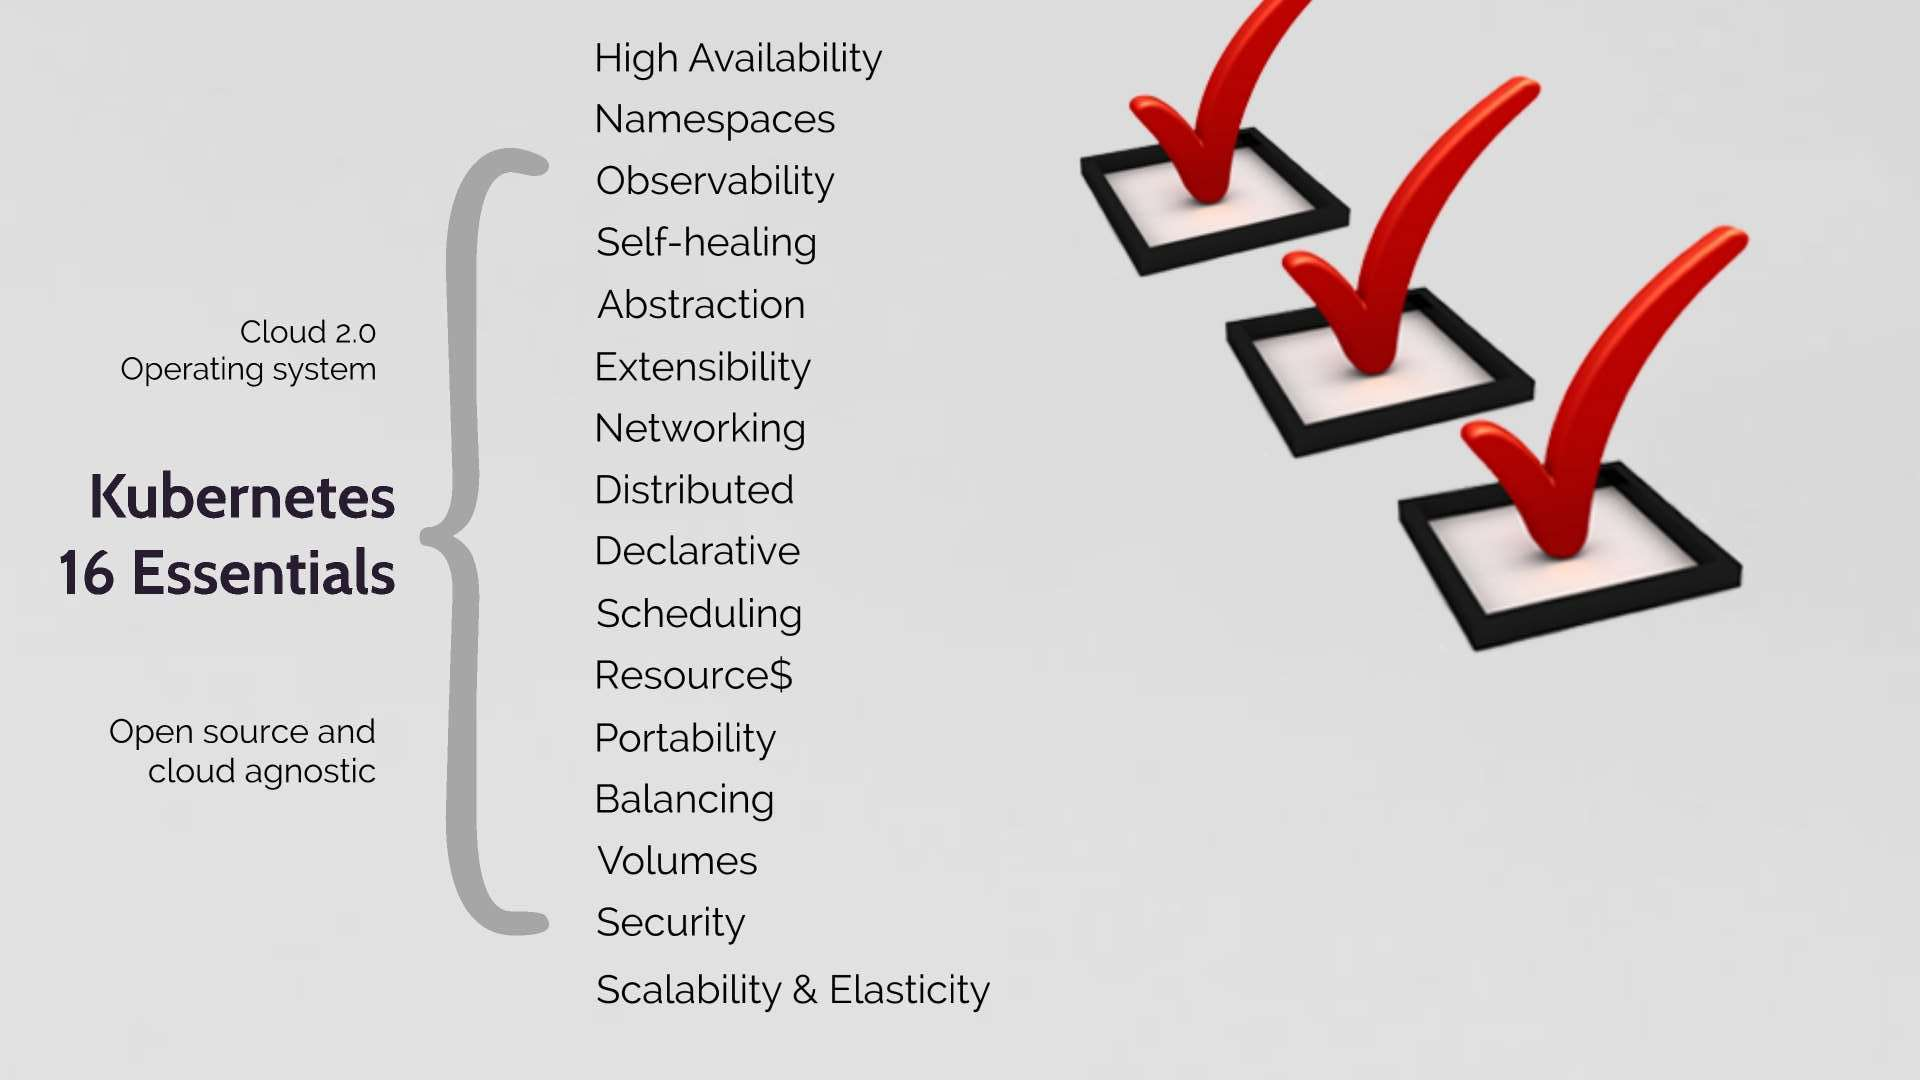 Cloud 2.0
Operating system
Kubernetes
16 Essentials
Open source and
cloud agnostic
High Availability
Namespaces
Observability
Self-healing
Abstraction
Extensibility
Networking
Distributed
Declarative
Scheduling
Resource$
Portability
Balancing
Volumes
Security
Scalability & Elasticity